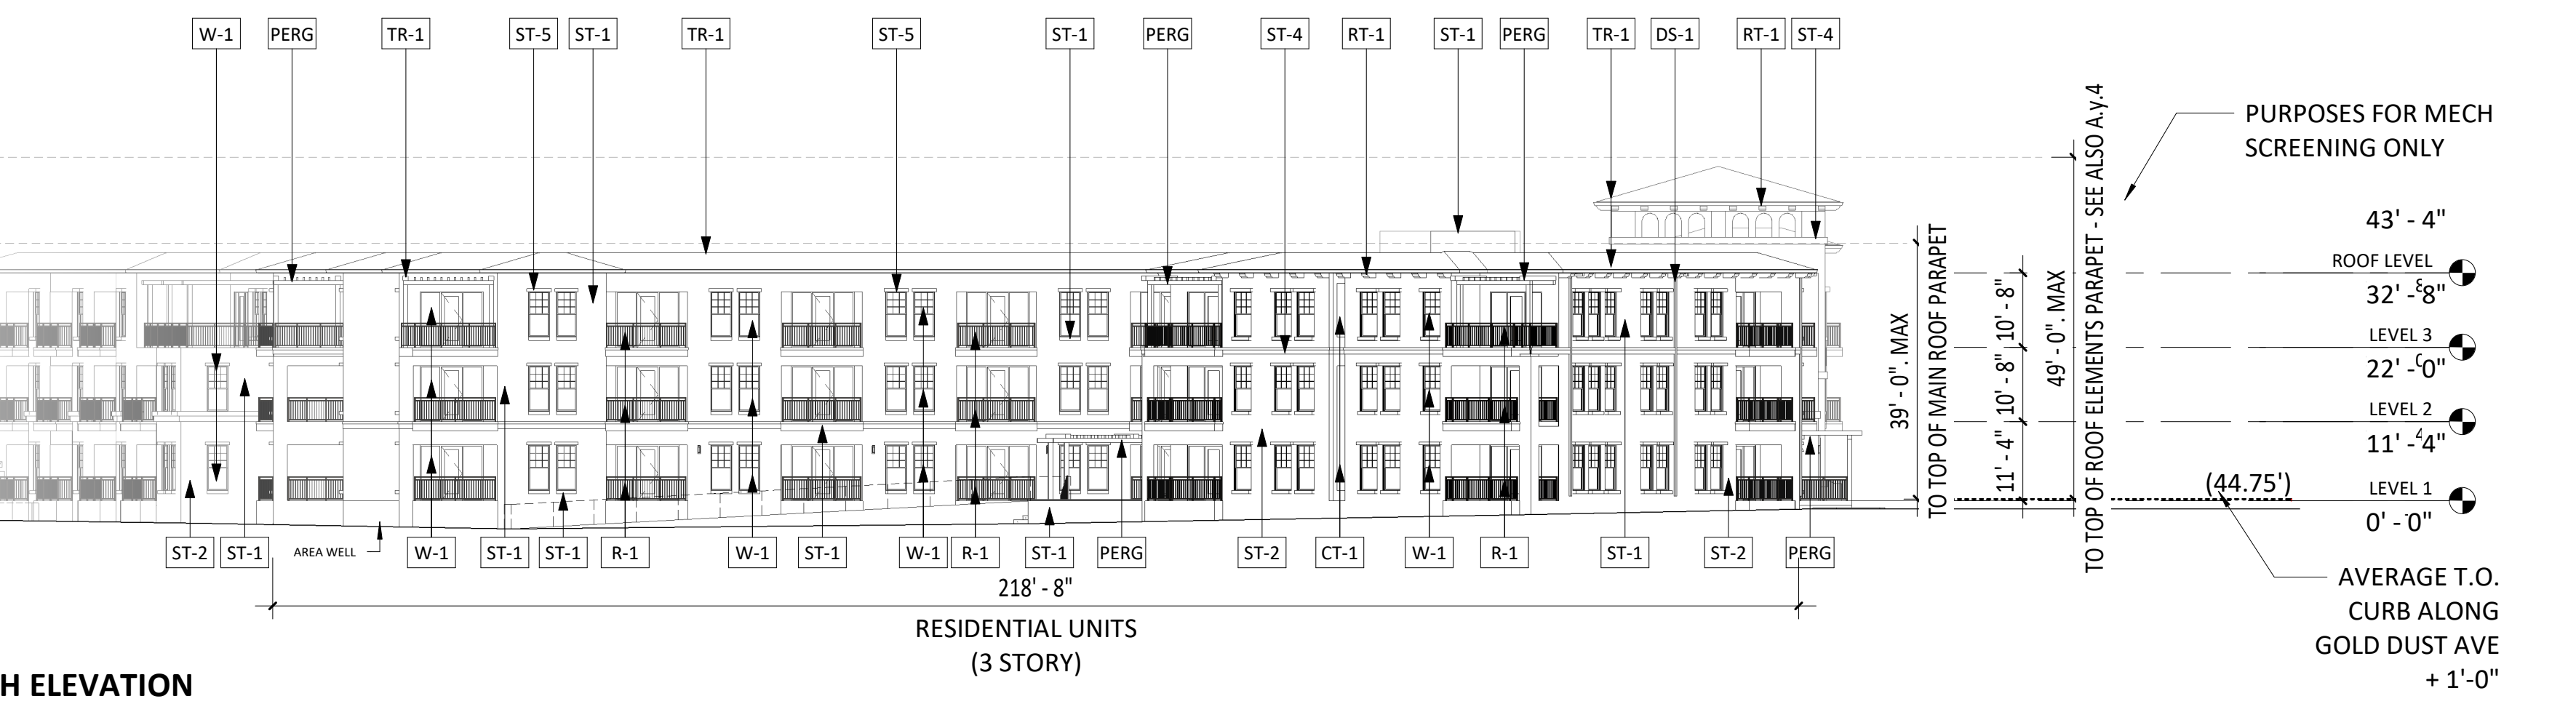 W-1 PERG TR-1 ST-5 ST-1 TR-1 ST-5 ST-1 PERG ST-4 RT-1 ST-1 PERG TR-1 DS-1 RT-1 ST-4
PURPOSES FOR MECH
SCREENING ONLY
43' - 4"
ROOF LEVEL
32' - 8"
LEVEL 3
22' - 0"
LEVEL 2
11' - 4"
(44.75')
LEVEL 1
0' - 0"
39' - 0". MAX
TO TOP OF MAIN ROOF PARAPET
11' - 4" 10' - 8" 10' - 8"
49' - 0". MAX
TO TOP OF ROOF ELEMENTS PARAPET - SEE ALSO A.y.4
ST-2 ST-1 AREA WELL W-1 ST-1 ST-1 R-1 W-1 ST-1 W-1 R-1 ST-1 PERG ST-2 CT-1 W-1 R-1 ST-1 ST-2 PERG
218' - 8"
RESIDENTIAL UNITS
(3 STORY)
AVERAGE T.O.
CURB ALONG
GOLD DUST AVE
+ 1'-0"
H ELEVATION